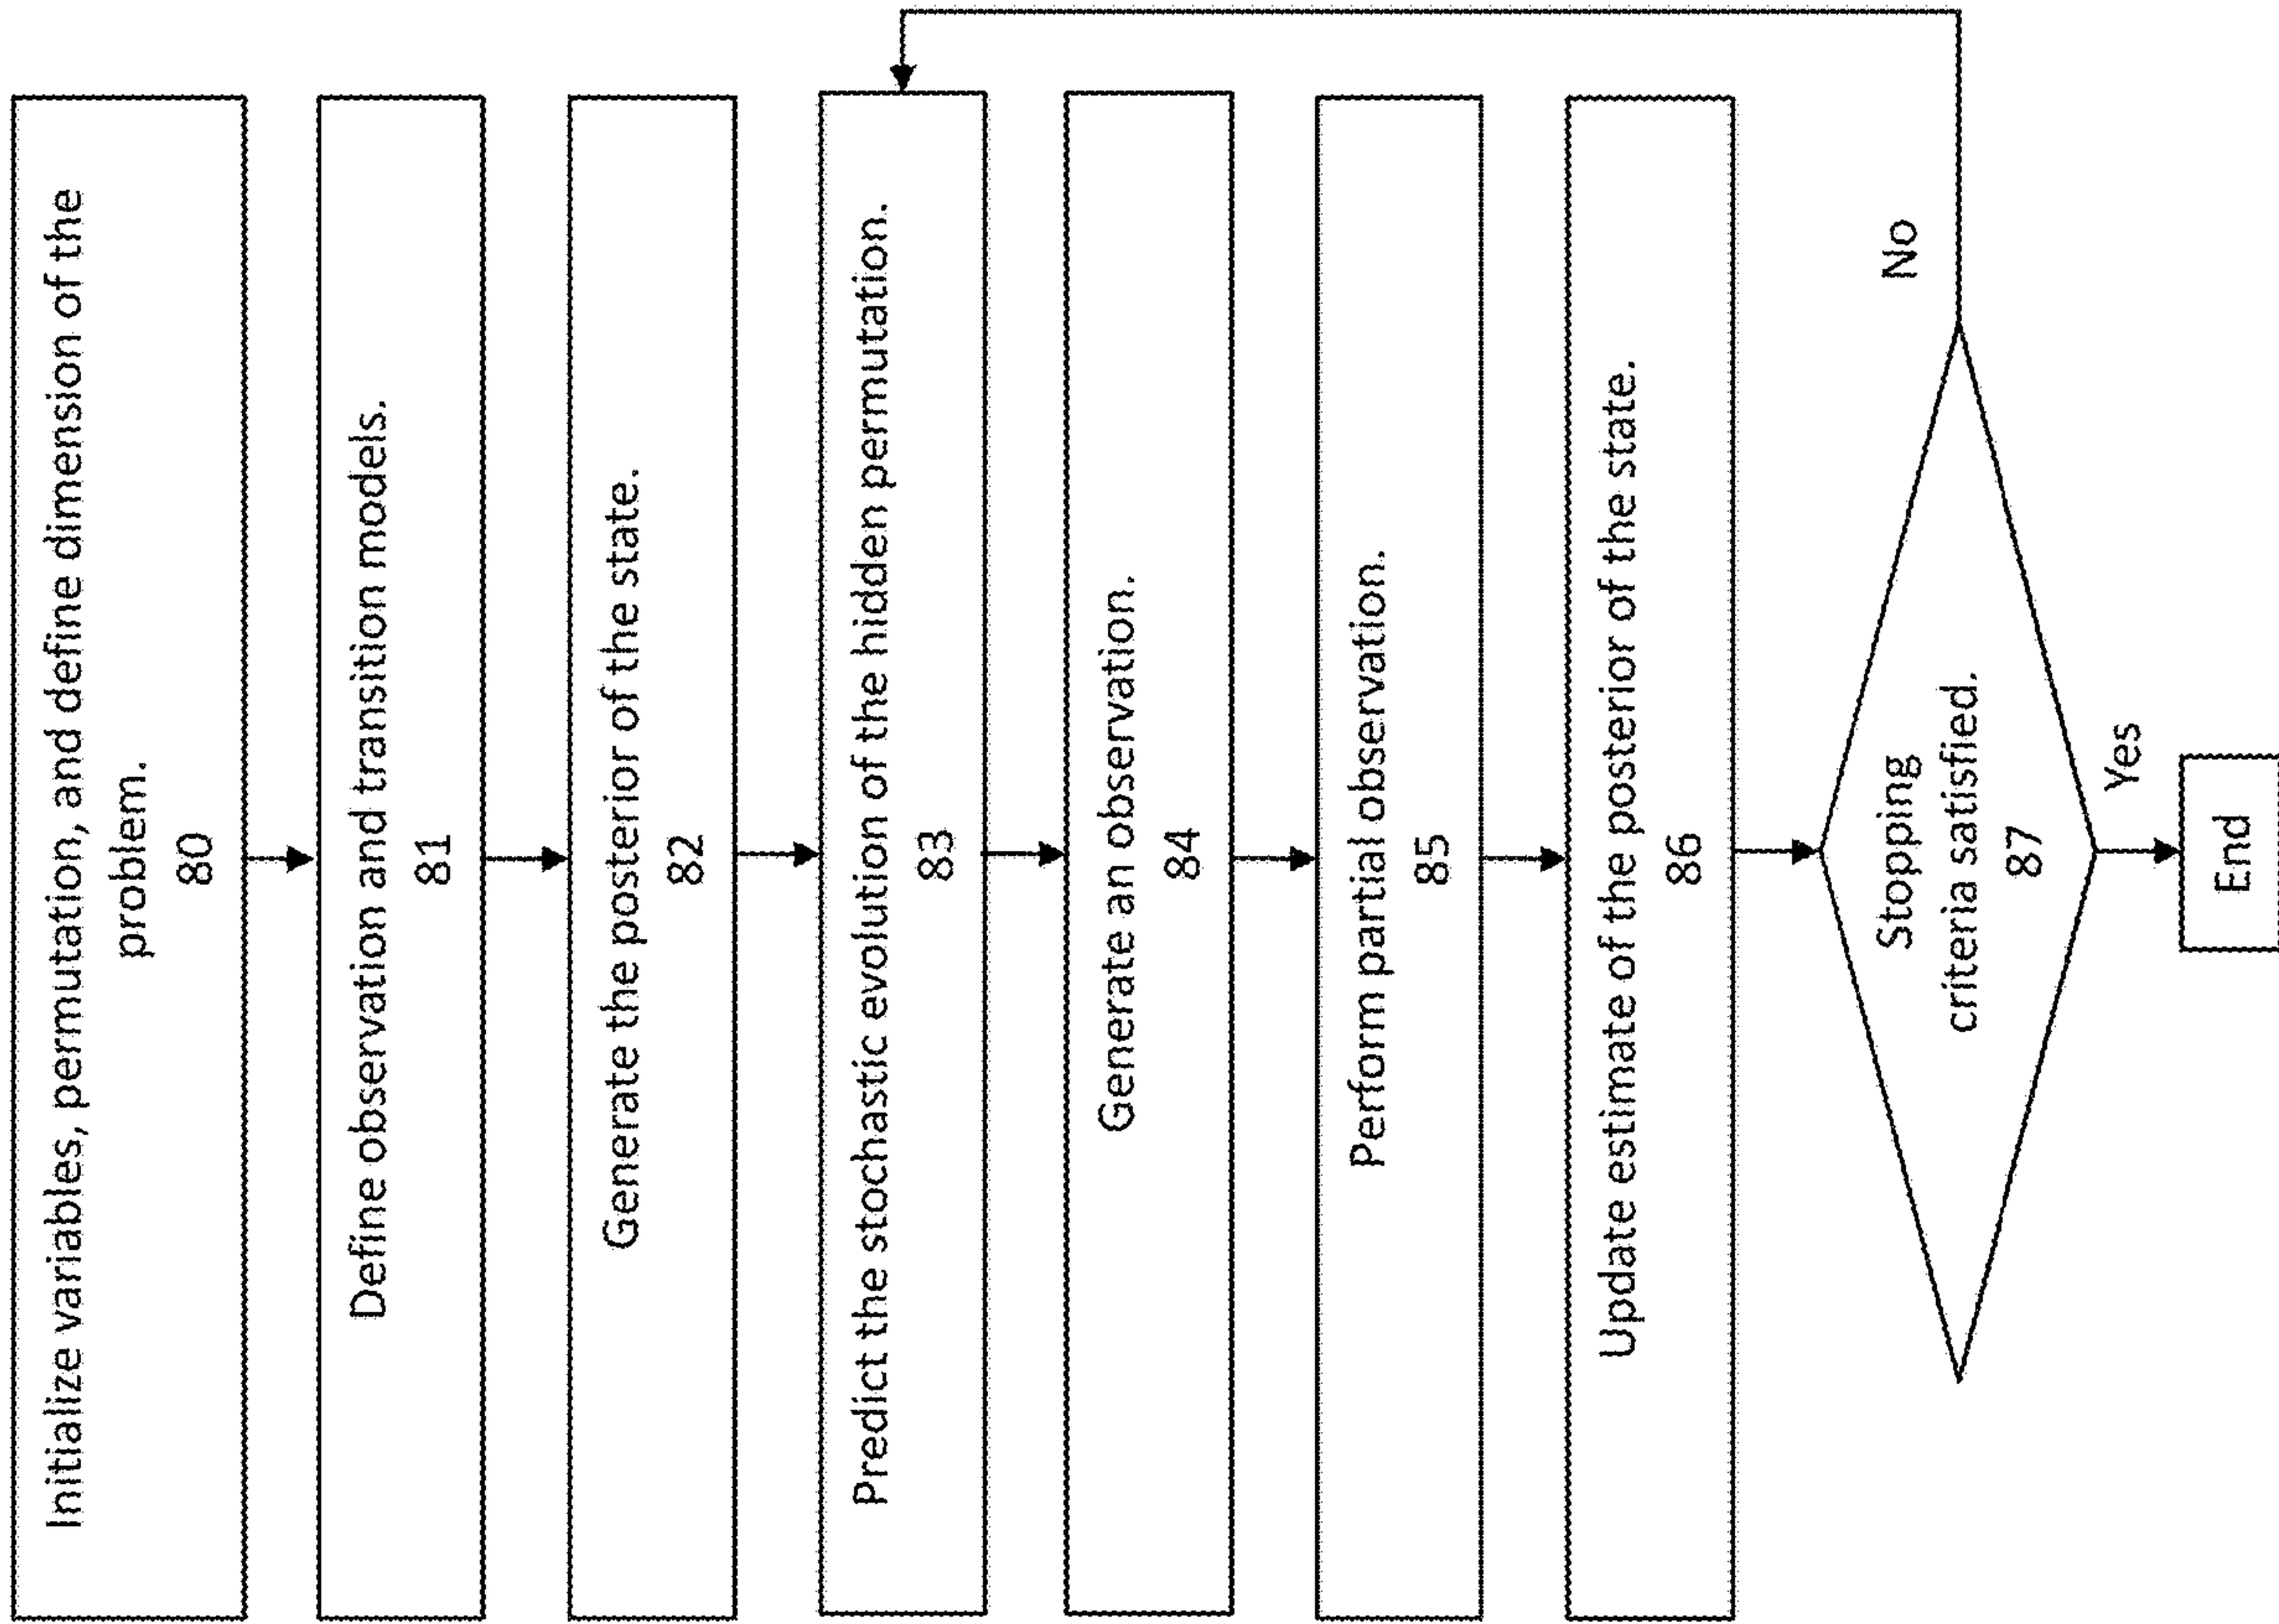 Initialize variables, permutation, and define dimension of the
problem.
80
Define observation and transition models.
81
Generate the posterior of the state.
82
Predict the stochastic evolution of the hidden permutation.
83
Generate an observation.
84
Perform partial observation.
85
Update estimate of the posterior of the state.
86
Stopping
criteria satisfied.
87
No
Yes
End